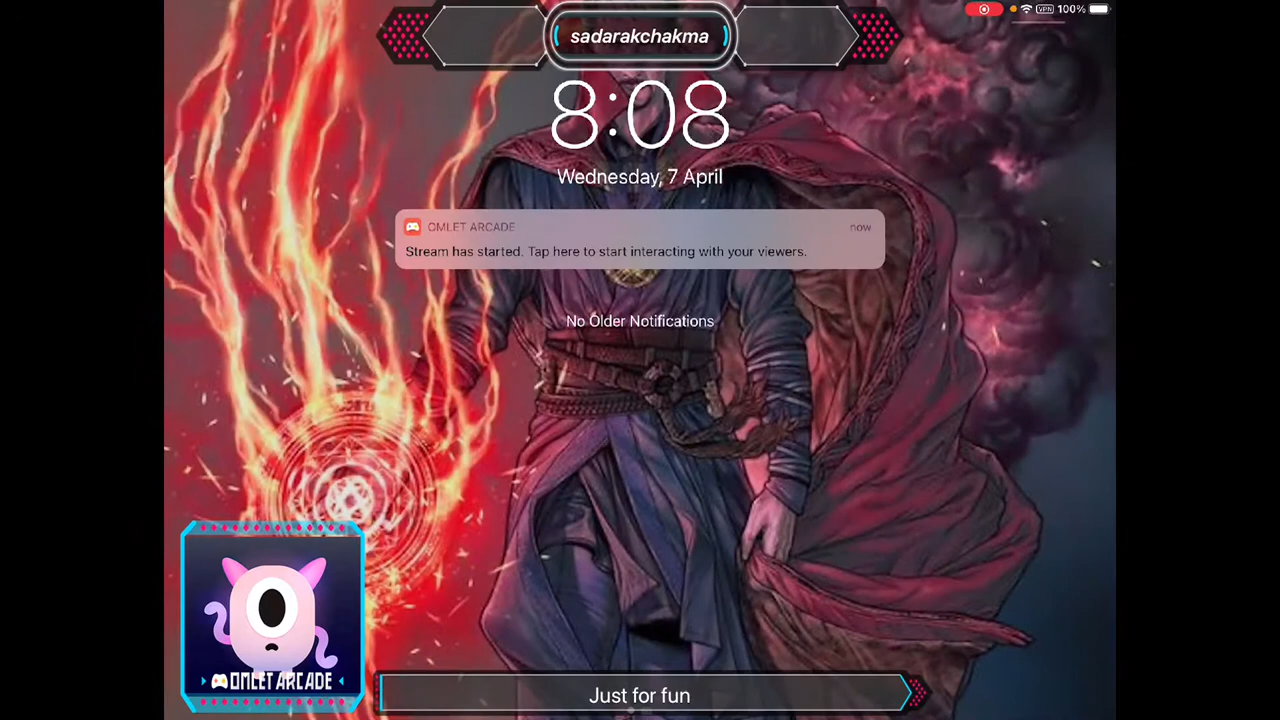 sadarakchakma
VPN 100%
8:08
Wednesday, 7 April
OMLET ARCADE
now
Stream has started. Tap here to start interacting with your viewers.
No Older Notifications
OMLET ARCADE
Just for fun